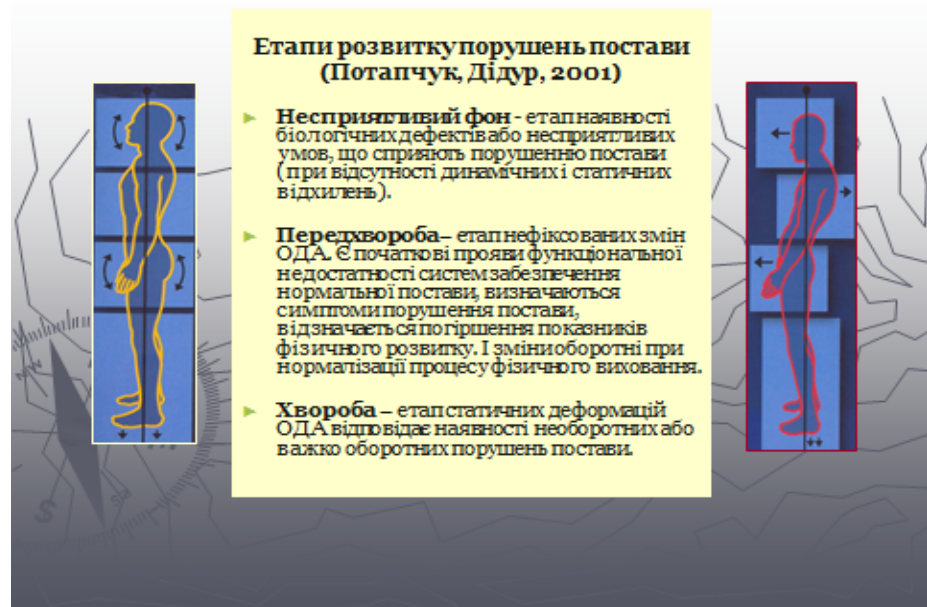 Етапи розвитку порушень постави
(Потапчук, Дідур, 2001)
► Несприятливий фон - етап наявності
біологічних дефектів або несприятливих
умов, що сприяють порушенню постави
( при відсутності динамічних і статичних
відхилень).
► Передхвороба – етап нефіксованих змін
ОДА. Є початкові прояви функціональної
недостатності систем забезпечення
нормальної постави, визначаються
симптоми порушення постави,
відзначається погіршення показників
фізичного розвитку. І зміни оборотні при
нормалізації процесу фізичного виховання.
► Хвороба – етап статичних деформацій
ОДА відповідає наявності необоротних або
важко оборотних порушень постави.
NW
S